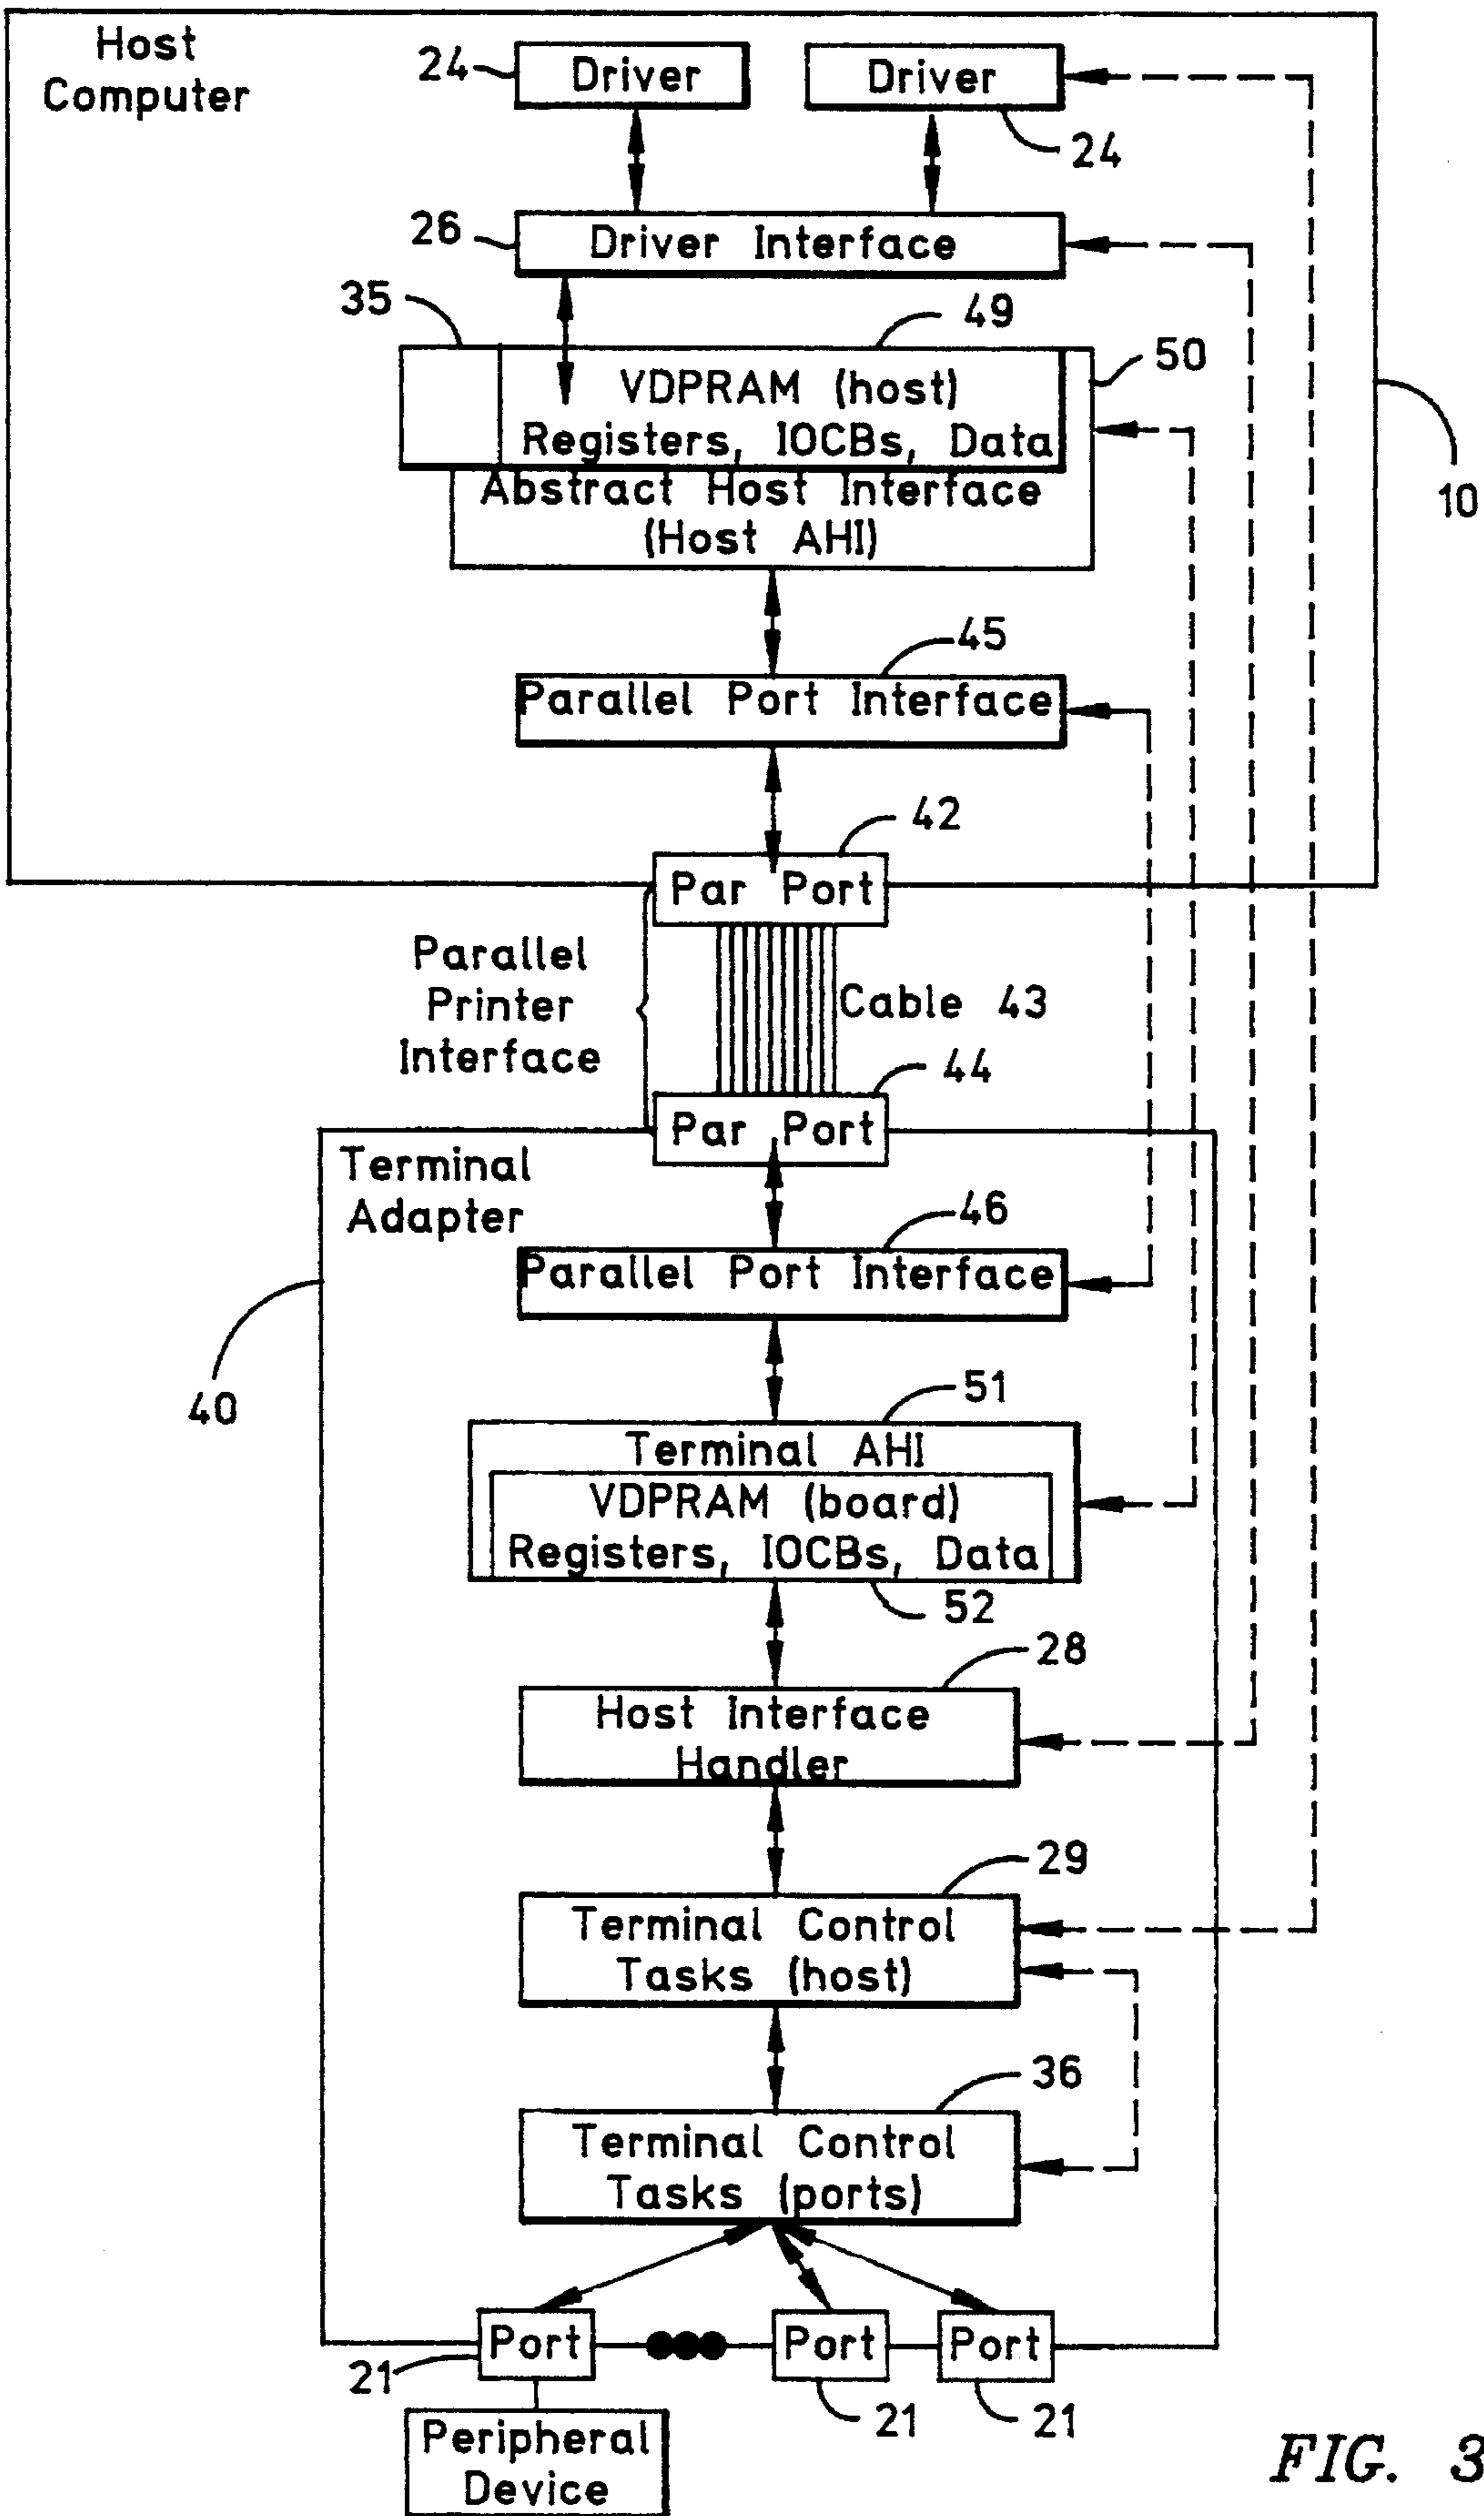 Host
Computer
24
Driver
Driver
24
26
Driver Interface
35
49
50
VDPRAM (host)
Registers, IOCBs, Data
Abstract Host Interface
(Host AHI)
10
45
Parallel Port Interface
42
Par Port
Parallel
Printer
Interface
Cable 43
44
Par Port
Terminal
Adapter
46
Parallel Port Interface
40
51
Terminal AHI
VDPRAM (board)
Registers, IOCBs, Data
52
28
Host Interface
Handler
29
Terminal Control
Tasks (host)
36
Terminal Control
Tasks (ports)
Port
Port
Port
21
21
21
Peripheral
Device
FIG. 3